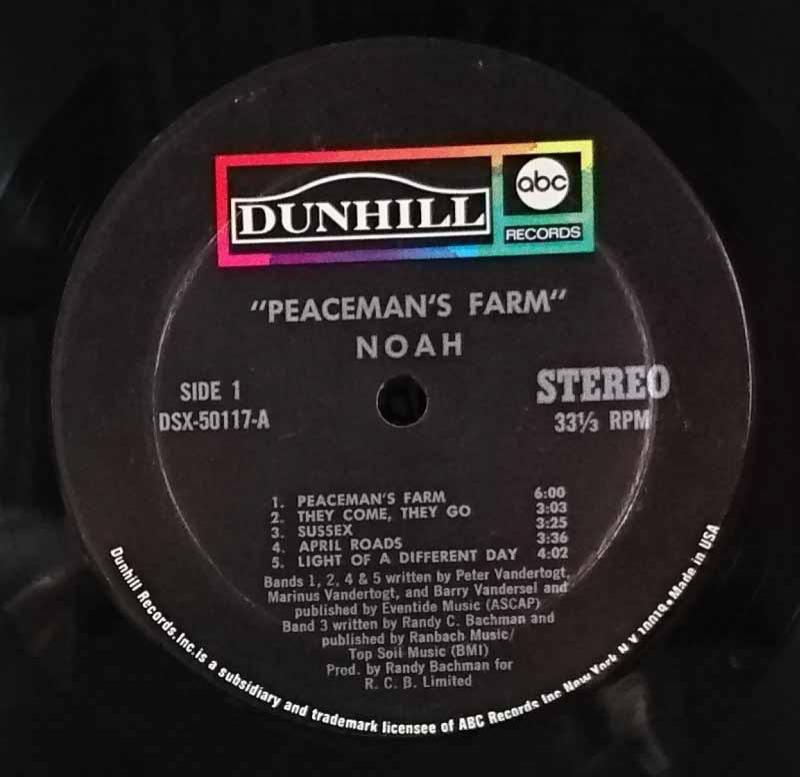 DUNHILL
abc
RECORDS
"PEACEMAN'S FARM"
NOAH
SIDE 1
DSX-50117-A
STEREO
33⅓ RPM
1. PEACEMAN'S FARM 6:00
2. THEY COME, THEY GO 3:03
3. SUSSEX 3:25
4. APRIL ROADS 3:36
5. LIGHT OF A DIFFERENT DAY 4:02
Bands 1, 2, 4 & 5 written by Peter Vandertogt,
Marinus Vandertogt, and Barry Vandersel and
published by Eventide Music (ASCAP)
Band 3 written by Randy C. Bachman and
published by Ranbach Music/
Top Soil Music (BMI)
Prod. by Randy Bachman for
R. C. B. Limited
Dunhill Records,Inc.is a subsidiary and trademark licensee of ABC Records Inc New York N.Y.10019•Made in USA